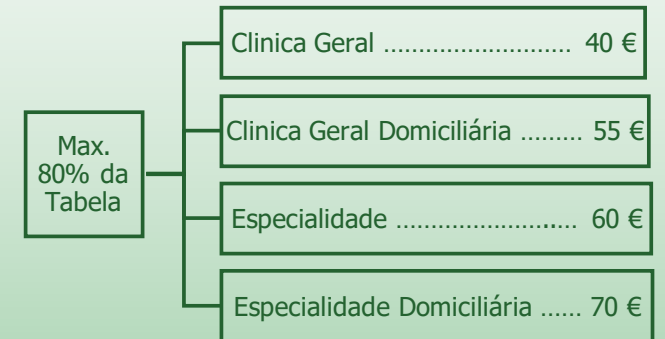 Clinica Geral ............................ 40 €
Clinica Geral Domiciliária ......... 55 €
Max.
80% da
Tabela
Especialidade ........................... 60 €
Especialidade Domiciliária ...... 70 €